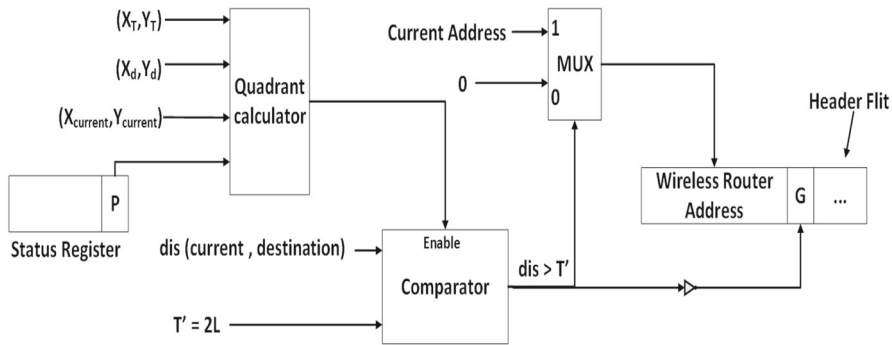 (X_T,Y_T)
(X_d,Y_d)
(X_current,Y_current)
P
Status Register
Quadrant
calculator
Current Address
1
MUX
0
0
Header Flit
Wireless Router
Address
G
...
dis (current , destination)
T' = 2L
Enable
Comparator
dis > T'